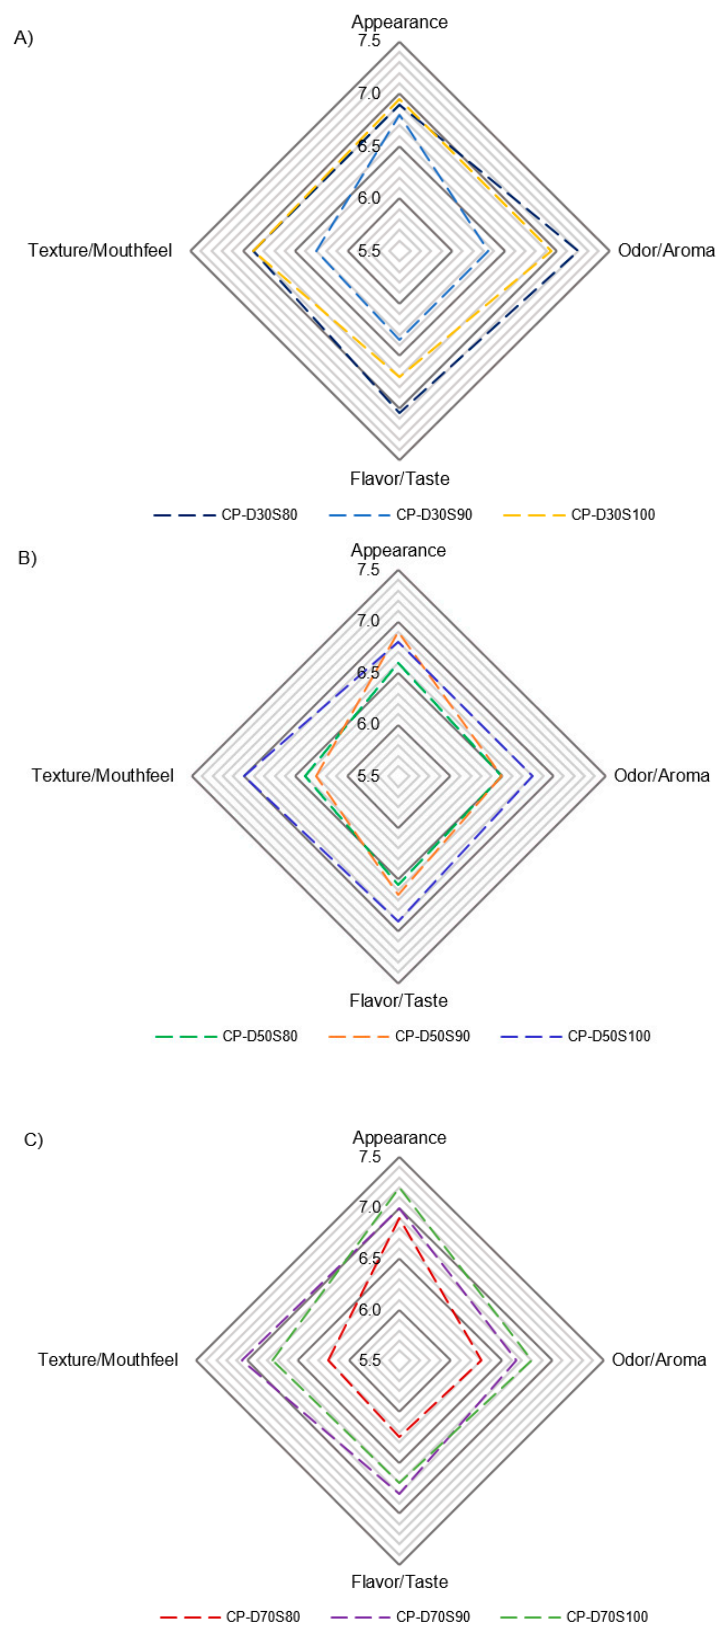 A)
Appearance
7.5
7.0
6.5
6.0
Texture/Mouthfeel 5.5 Odor/Aroma
Flavor/Taste
CP-D30S80 CP-D30S90 CP-D30S100
B)
Appearance
7.5
7.0
6.5
6.0
Texture/Mouthfeel 5.5 Odor/Aroma
Flavor/Taste
CP-D50S80 CP-D50S90 CP-D50S100
C)
Appearance
7.5
7.0
6.5
6.0
Texture/Mouthfeel 5.5 Odor/Aroma
Flavor/Taste
CP-D70S80 CP-D70S90 CP-D70S100